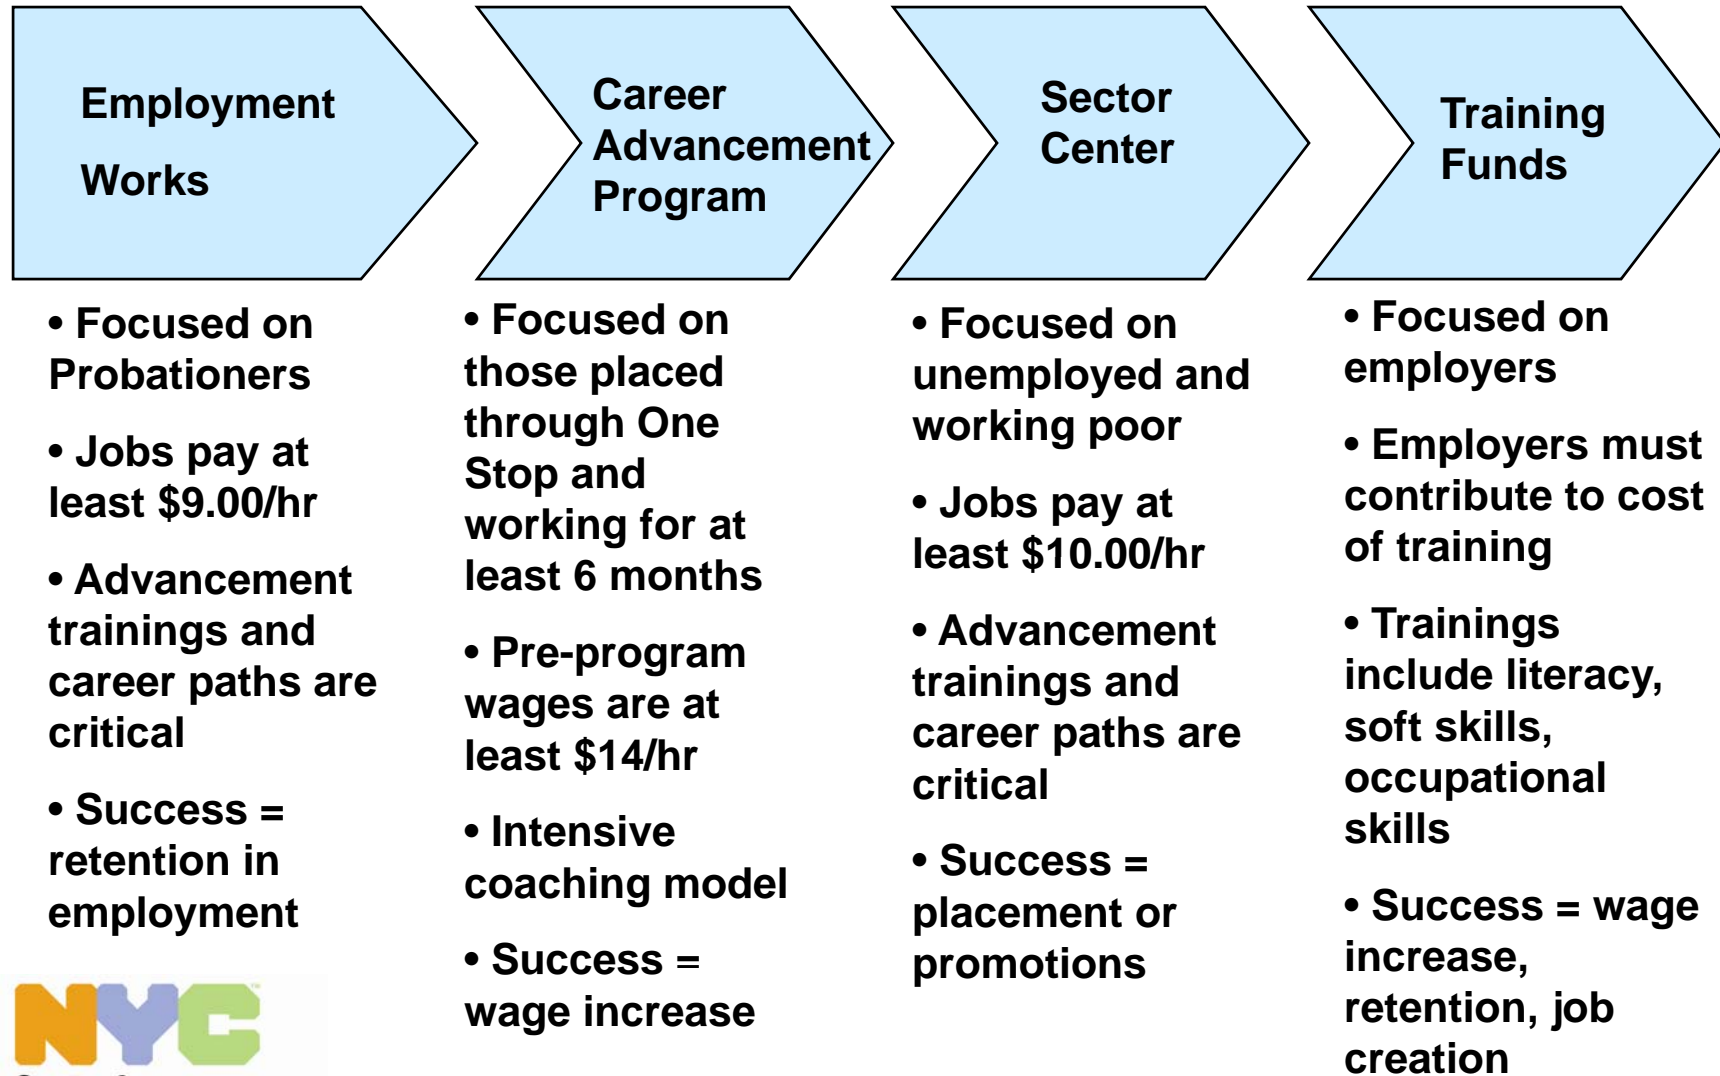 Employment
Works
Career
Advancement
Program
Sector
Center
Training
Funds
• Focused on
Probationers
• Jobs pay at
least $9.00/hr
• Advancement
trainings and
career paths are
critical
• Success =
retention in
employment
• Focused on
those placed
through One
Stop and
working for at
least 6 months
• Pre-program
wages are at
least $14/hr
• Intensive
coaching model
• Success =
wage increase
• Focused on
unemployed and
working poor
• Jobs pay at
least $10.00/hr
• Advancement
trainings and
career paths are
critical
• Success =
placement or
promotions
• Focused on
employers
• Employers must
contribute to cost
of training
• Trainings
include literacy,
soft skills,
occupational
skills
• Success = wage
increase,
retention, job
creation
NYC™